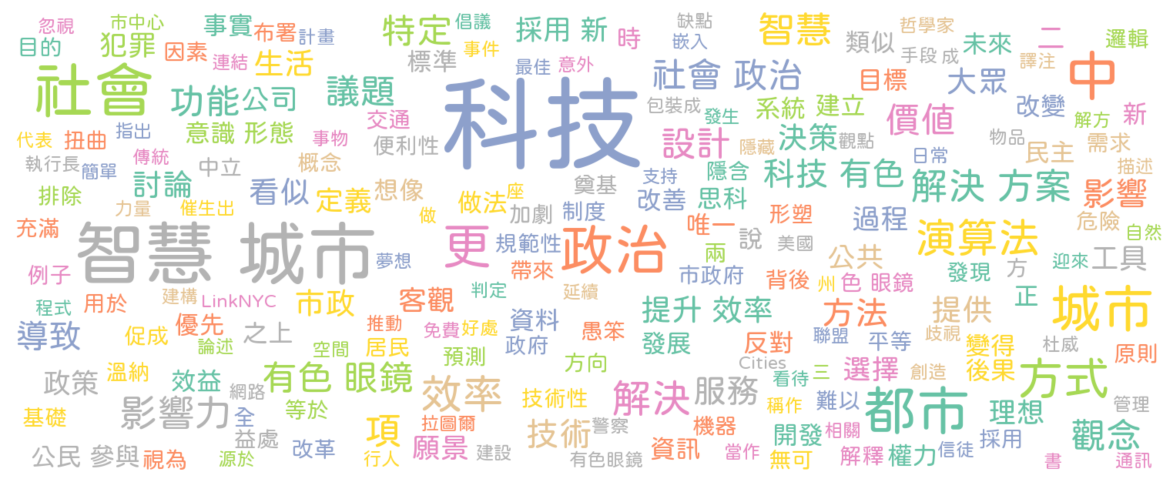 忽視 市中心 事實 布署 計畫 特定 倡議 採用 新 時 缺點 嵌入 智慧 哲學家 未來 二 邏輯
目的 犯罪 因素 連結 生活 標準 事件 最佳 意外 類似 手段 成 譯注
社會 功能 公司 議題 科技 社會 政治 目標 大眾 中
代表 扭曲 指出 意識 形態 事物 交通 便利性 包裝成 發生 系統 建立 價值 改變 新 解方
設計 隱藏 決策 觀點 物品 需求
執行長 簡單 傳統 中立 概念 支持 隱含 日常 民主 描述
排除 討論 看似 定義 想像 奠基 改善 思科 科技 有色 解決 方案 影響
力量 催生出 做 做法 座 加劇 制度 唯一 形塑 過程 危險 自然
充滿 智慧 城市 夢想 更 規範性 政治 兩 說 美國 公共 演算法
例子 帶來 市政府 背後 州 色 眼鏡 發現 方 迎來 工具
程式 用於 建構 LinkNYC 市政 客觀 判定 延續 提升 效率 方法 提供 正 城市
導致 促成 優先 之上 推動 免費 好處 資料 愚笨 反對 聯盟 平等 歧視 變得 杜威
論述 空間 居民 預測 政府 方向 發展 Cities 後果 原則
政策 溫納 效益 網路 有色 眼鏡 效率 技術性 解決 服務 看待 三 選擇 創造 方式
基礎 影響力 全 等於 項 拉圖爾 警察 機器 稱作 難以 都市 理想 管理
益處 技術 開發 相關 觀念
公民 參與 視為 源於 改革 行人 願景 建設 有色眼鏡 資訊 當作 無可 解釋 權力 信徒 採用 書 通訊